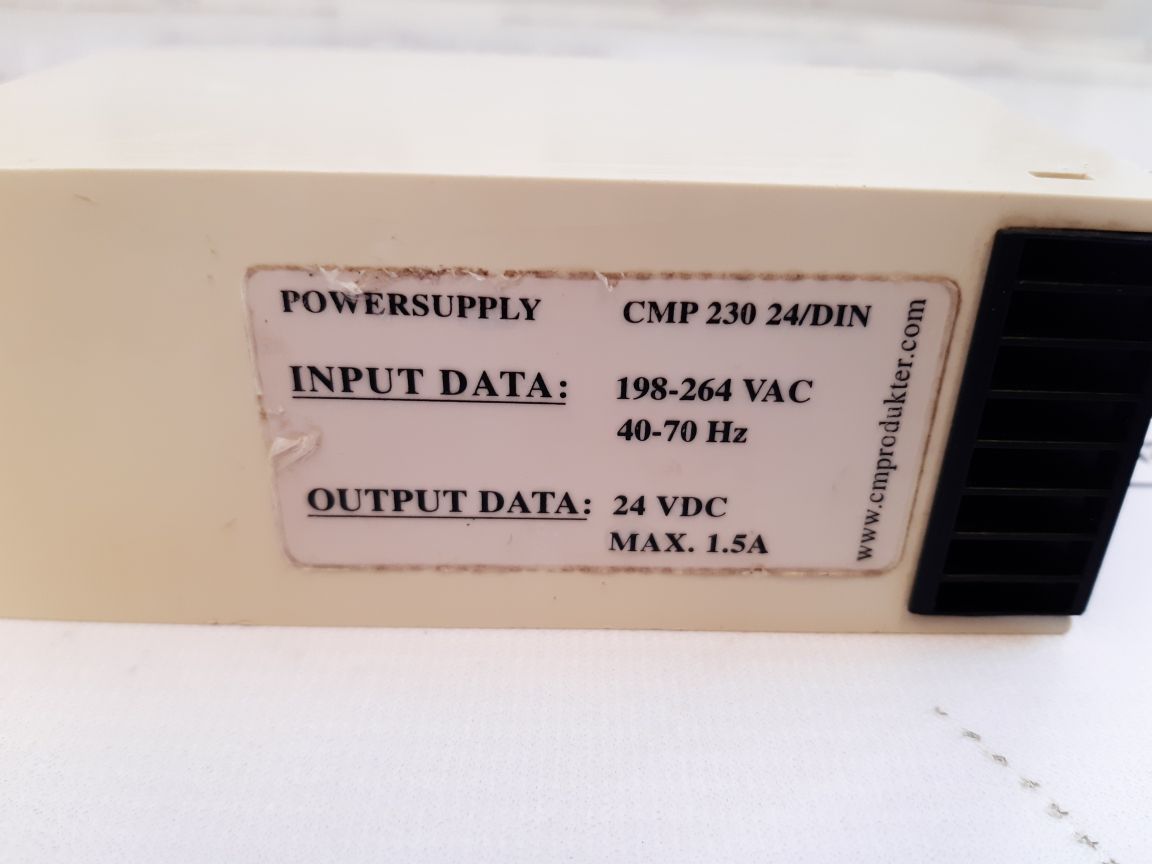 POWERSUPPLY CMP 230 24/DIN
INPUT DATA: 198-264 VAC
40-70 Hz
OUTPUT DATA: 24 VDC
MAX. 1.5A
www.cmprodukter.com